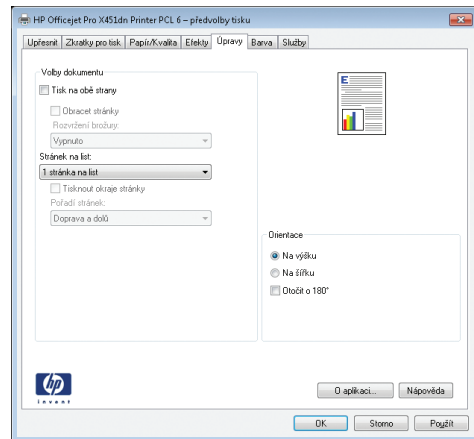 HP Officejet Pro X451dn Printer PCL 6 – předvolby tisku
Upřesnit Zkratky pro tisk Papír/Kvalita Efekty Úpravy Barva Služby
Volby dokumentu
Tisk na obě strany
Obracet stránky
Rozvržení brožury:
Vypnuto
Stránek na list:
1 stránka na list
Tisknout okraje stránky
Pořadí stránek:
Doprava a dolů
E
Orientace
Na výšku
Na šířku
Otočit o 180°
hp
invent
O aplikaci... Nápověda
OK Storno Použít